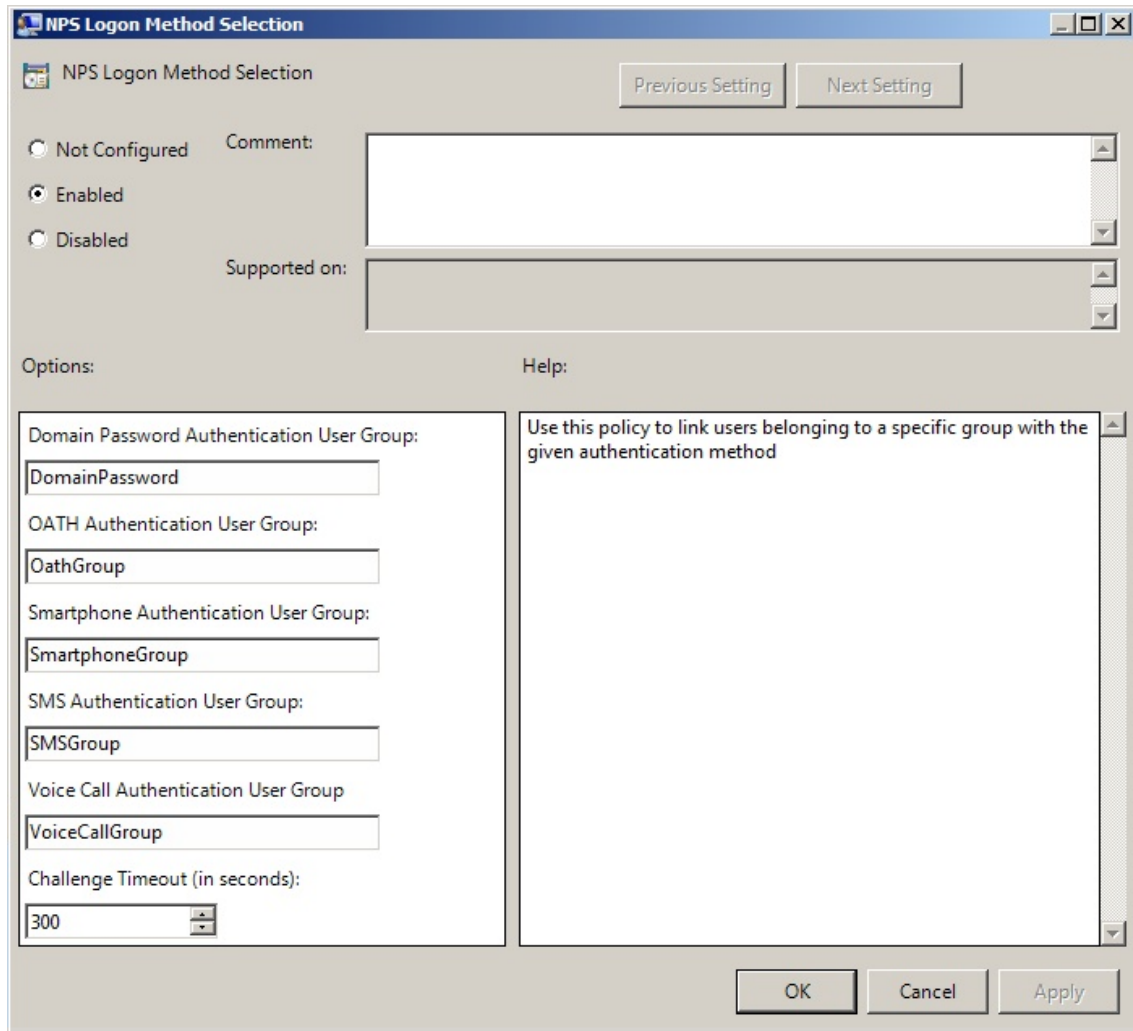 NPS Logon Method Selection
NPS Logon Method Selection
Previous Setting
Next Setting
Not Configured
Comment:
Enabled
Disabled
Supported on:
Options:
Help:
Domain Password Authentication User Group:
DomainPassword
OATH Authentication User Group:
OathGroup
Smartphone Authentication User Group:
SmartphoneGroup
SMS Authentication User Group:
SMSGroup
Voice Call Authentication User Group
VoiceCallGroup
Challenge Timeout (in seconds):
300
Use this policy to link users belonging to a specific group with the
given authentication method
OK
Cancel
Apply